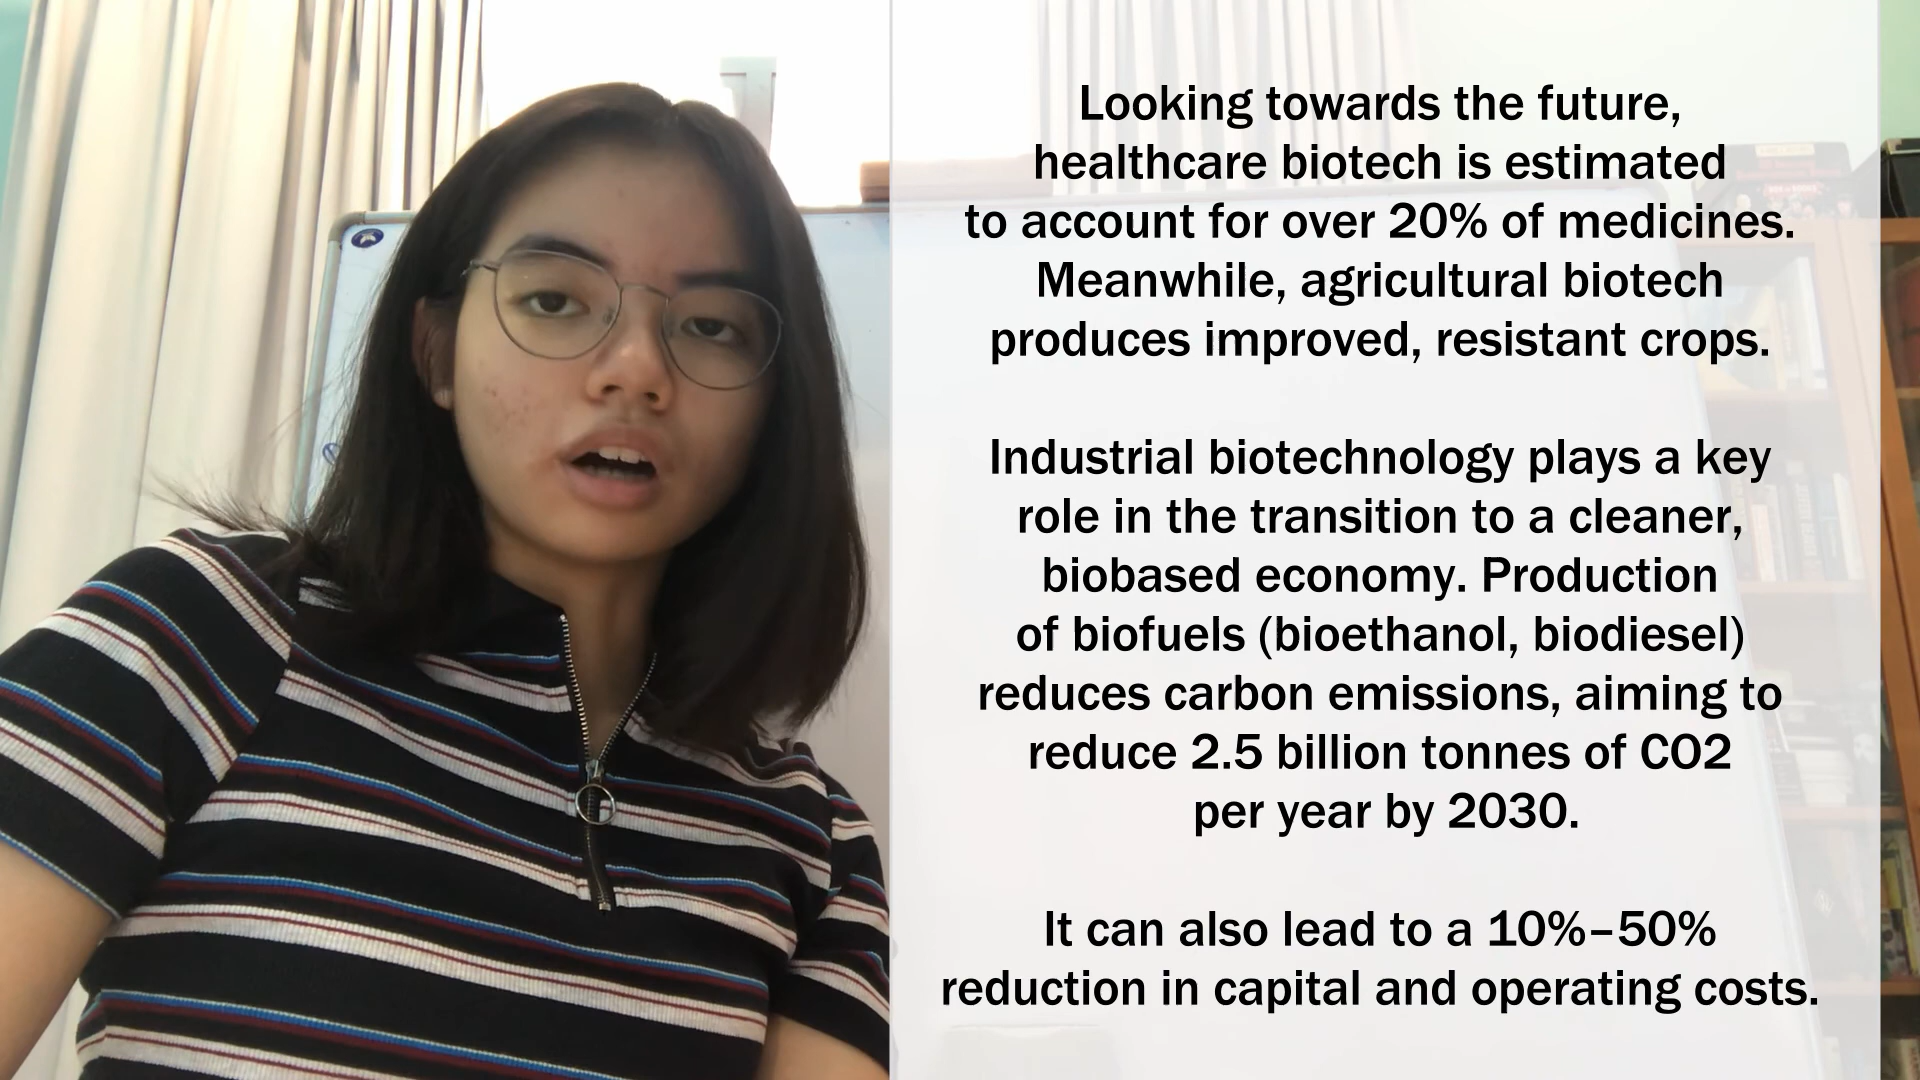 Looking towards the future,
healthcare biotech is estimated
to account for over 20% of medicines.
Meanwhile, agricultural biotech
produces improved, resistant crops.
Industrial biotechnology plays a key
role in the transition to a cleaner,
biobased economy. Production
of biofuels (bioethanol, biodiesel)
reduces carbon emissions, aiming to
reduce 2.5 billion tonnes of CO2
per year by 2030.
It can also lead to a 10%–50%
reduction in capital and operating costs.